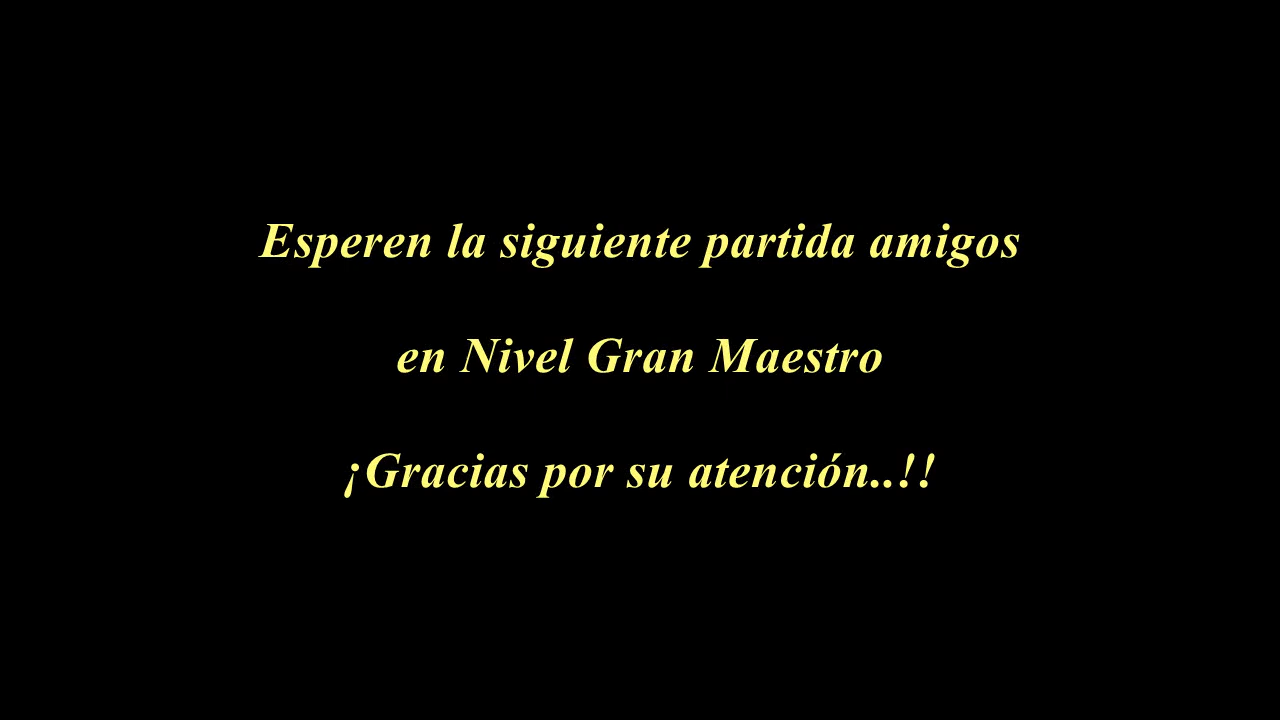 Esperen la siguiente partida amigos
en Nivel Gran Maestro
¡Gracias por su atención..!!